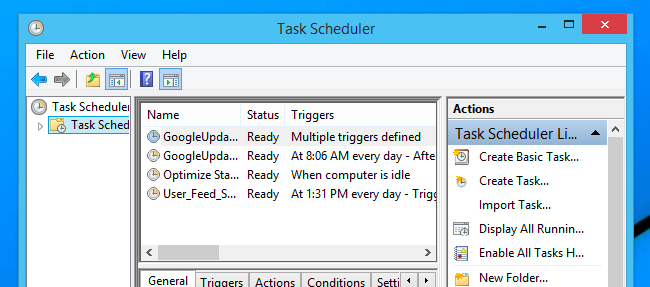 Task Scheduler
File Action View Help
Task Scheduler
Task Sched
Name Status Triggers
GoogleUpda... Ready Multiple triggers defined
GoogleUpda... Ready At 8:06 AM every day - After
Optimize Sta... Ready When computer is idle
User_Feed_S... Ready At 1:31 PM every day - Trigg
General Triggers Actions Conditions Setti
Actions
Task Scheduler Li...
Create Basic Task...
Create Task...
Import Task...
Display All Runnin...
Enable All Tasks H...
New Folder...